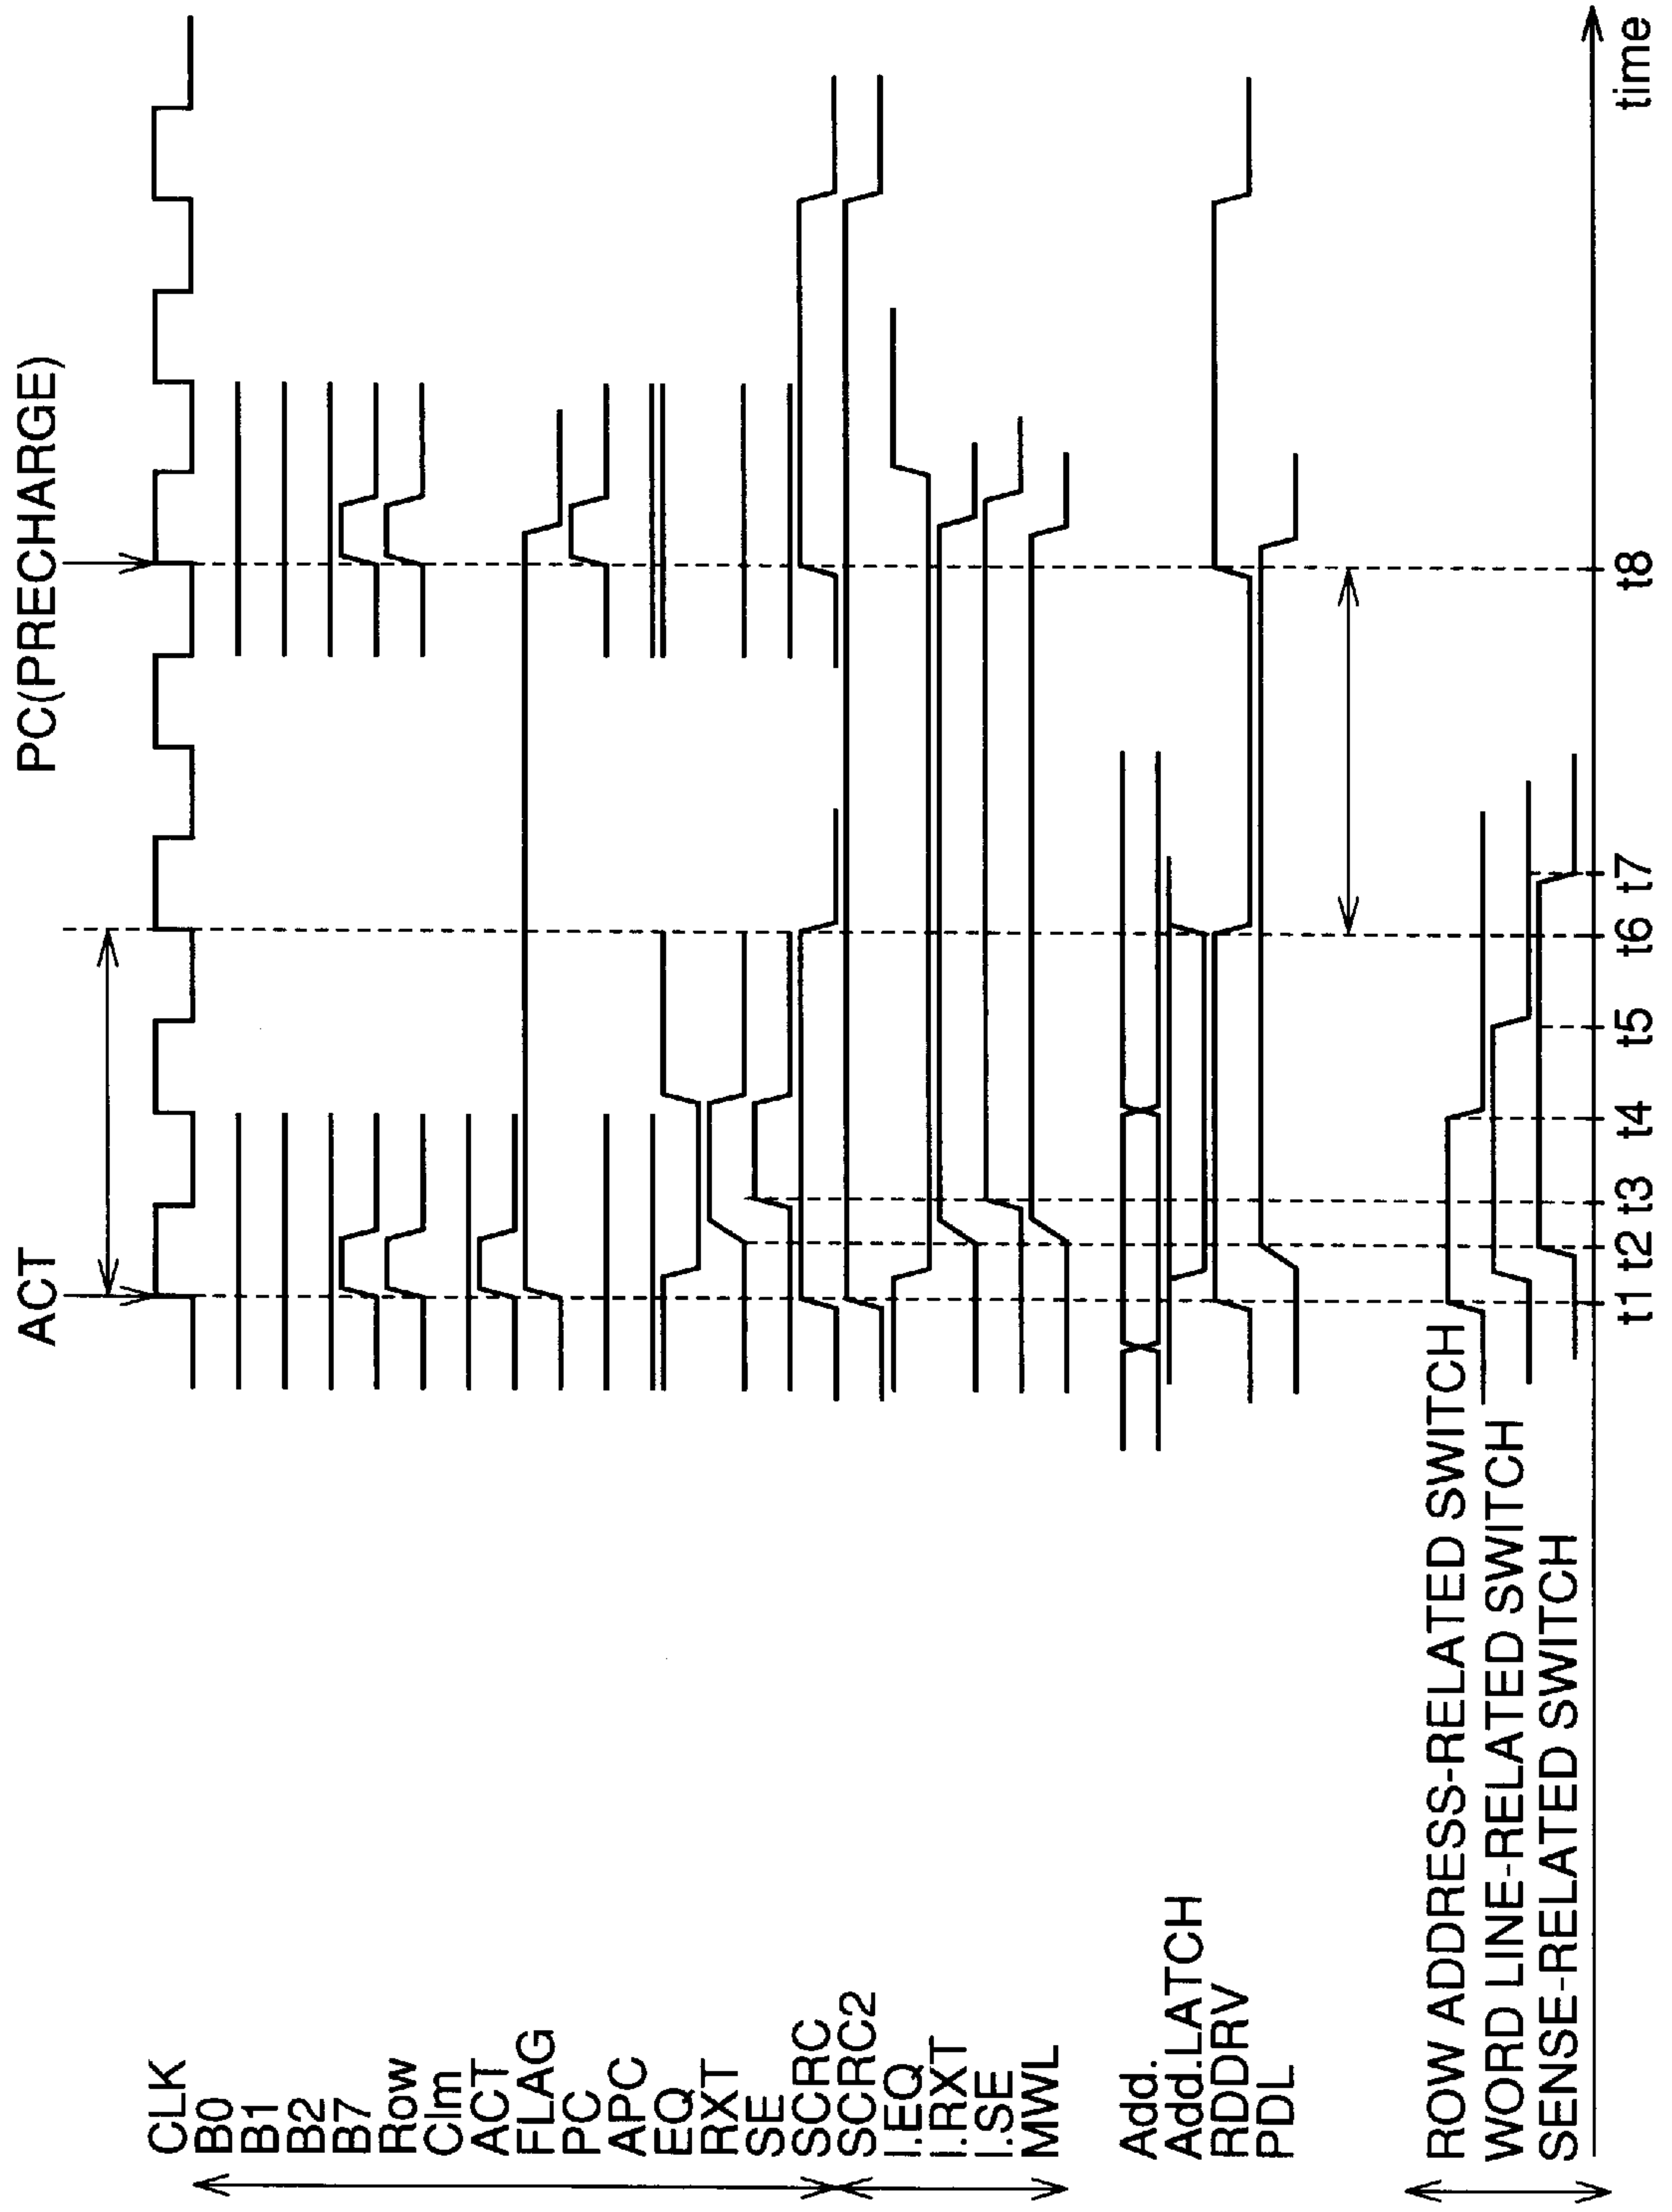 ACT
PC(PRECHARGE)
CLK
B0
B1
B2
B7
Row
Clm
ACT
FLAG
PC
APC
EQ
RXT
SE
SCRC
SCRC2
I.EQ
I.RXT
I.SE
MWL
Add.
Add.LATCH
RDDRV
PDL
ROW ADDRESS-RELATED SWITCH
WORD LINE-RELATED SWITCH
SENSE-RELATED SWITCH
t1 t2 t3 t4 t5 t6 t7 t8 time